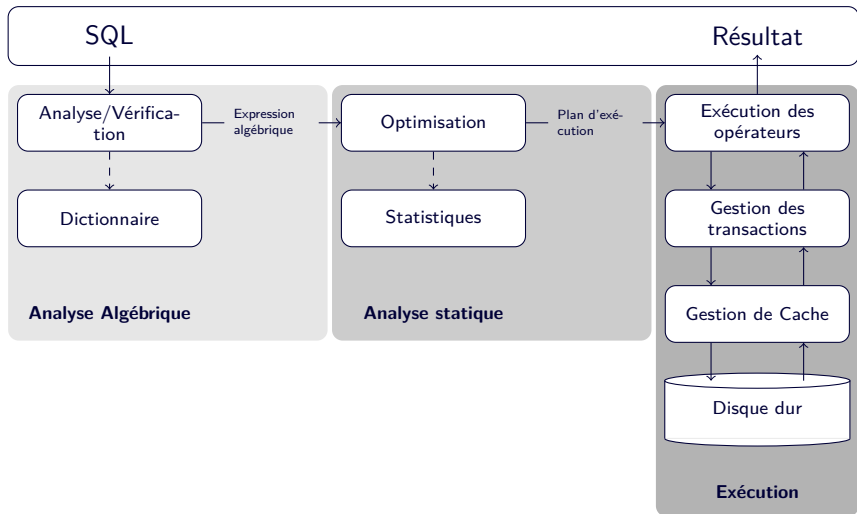 SQL
Résultat
Analyse/Vérifica-
tion
Expression
algébrique
Optimisation
Plan d'exé-
cution
Exécution des
opérateurs
Dictionnaire
Statistiques
Gestion des
transactions
Analyse Algébrique
Analyse statique
Gestion de Cache
Disque dur
Exécution